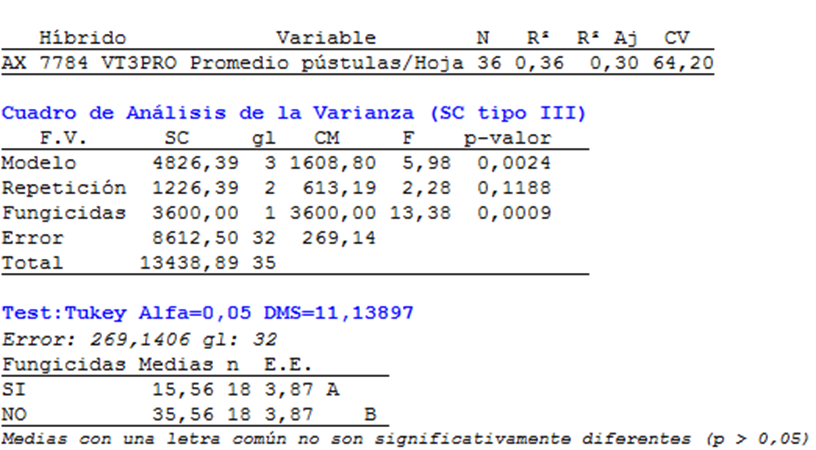 Híbrido Variable N R² R² Aj CV
AX 7784 VT3PRO Promedio pústulas/Hoja 36 0,36 0,30 64,20
Cuadro de Análisis de la Varianza (SC tipo III)
F.V. SC gl CM F p-valor
Modelo 4826,39 3 1608,80 5,98 0,0024
Repetición 1226,39 2 613,19 2,28 0,1188
Fungicidas 3600,00 1 3600,00 13,38 0,0009
Error 8612,50 32 269,14
Total 13438,89 35
Test:Tukey Alfa=0,05 DMS=11,13897
Error: 269,1406 gl: 32
Fungicidas Medias n E.E.
SI 15,56 18 3,87 A
NO 35,56 18 3,87 B
Medias con una letra común no son significativamente diferentes (p > 0,05)